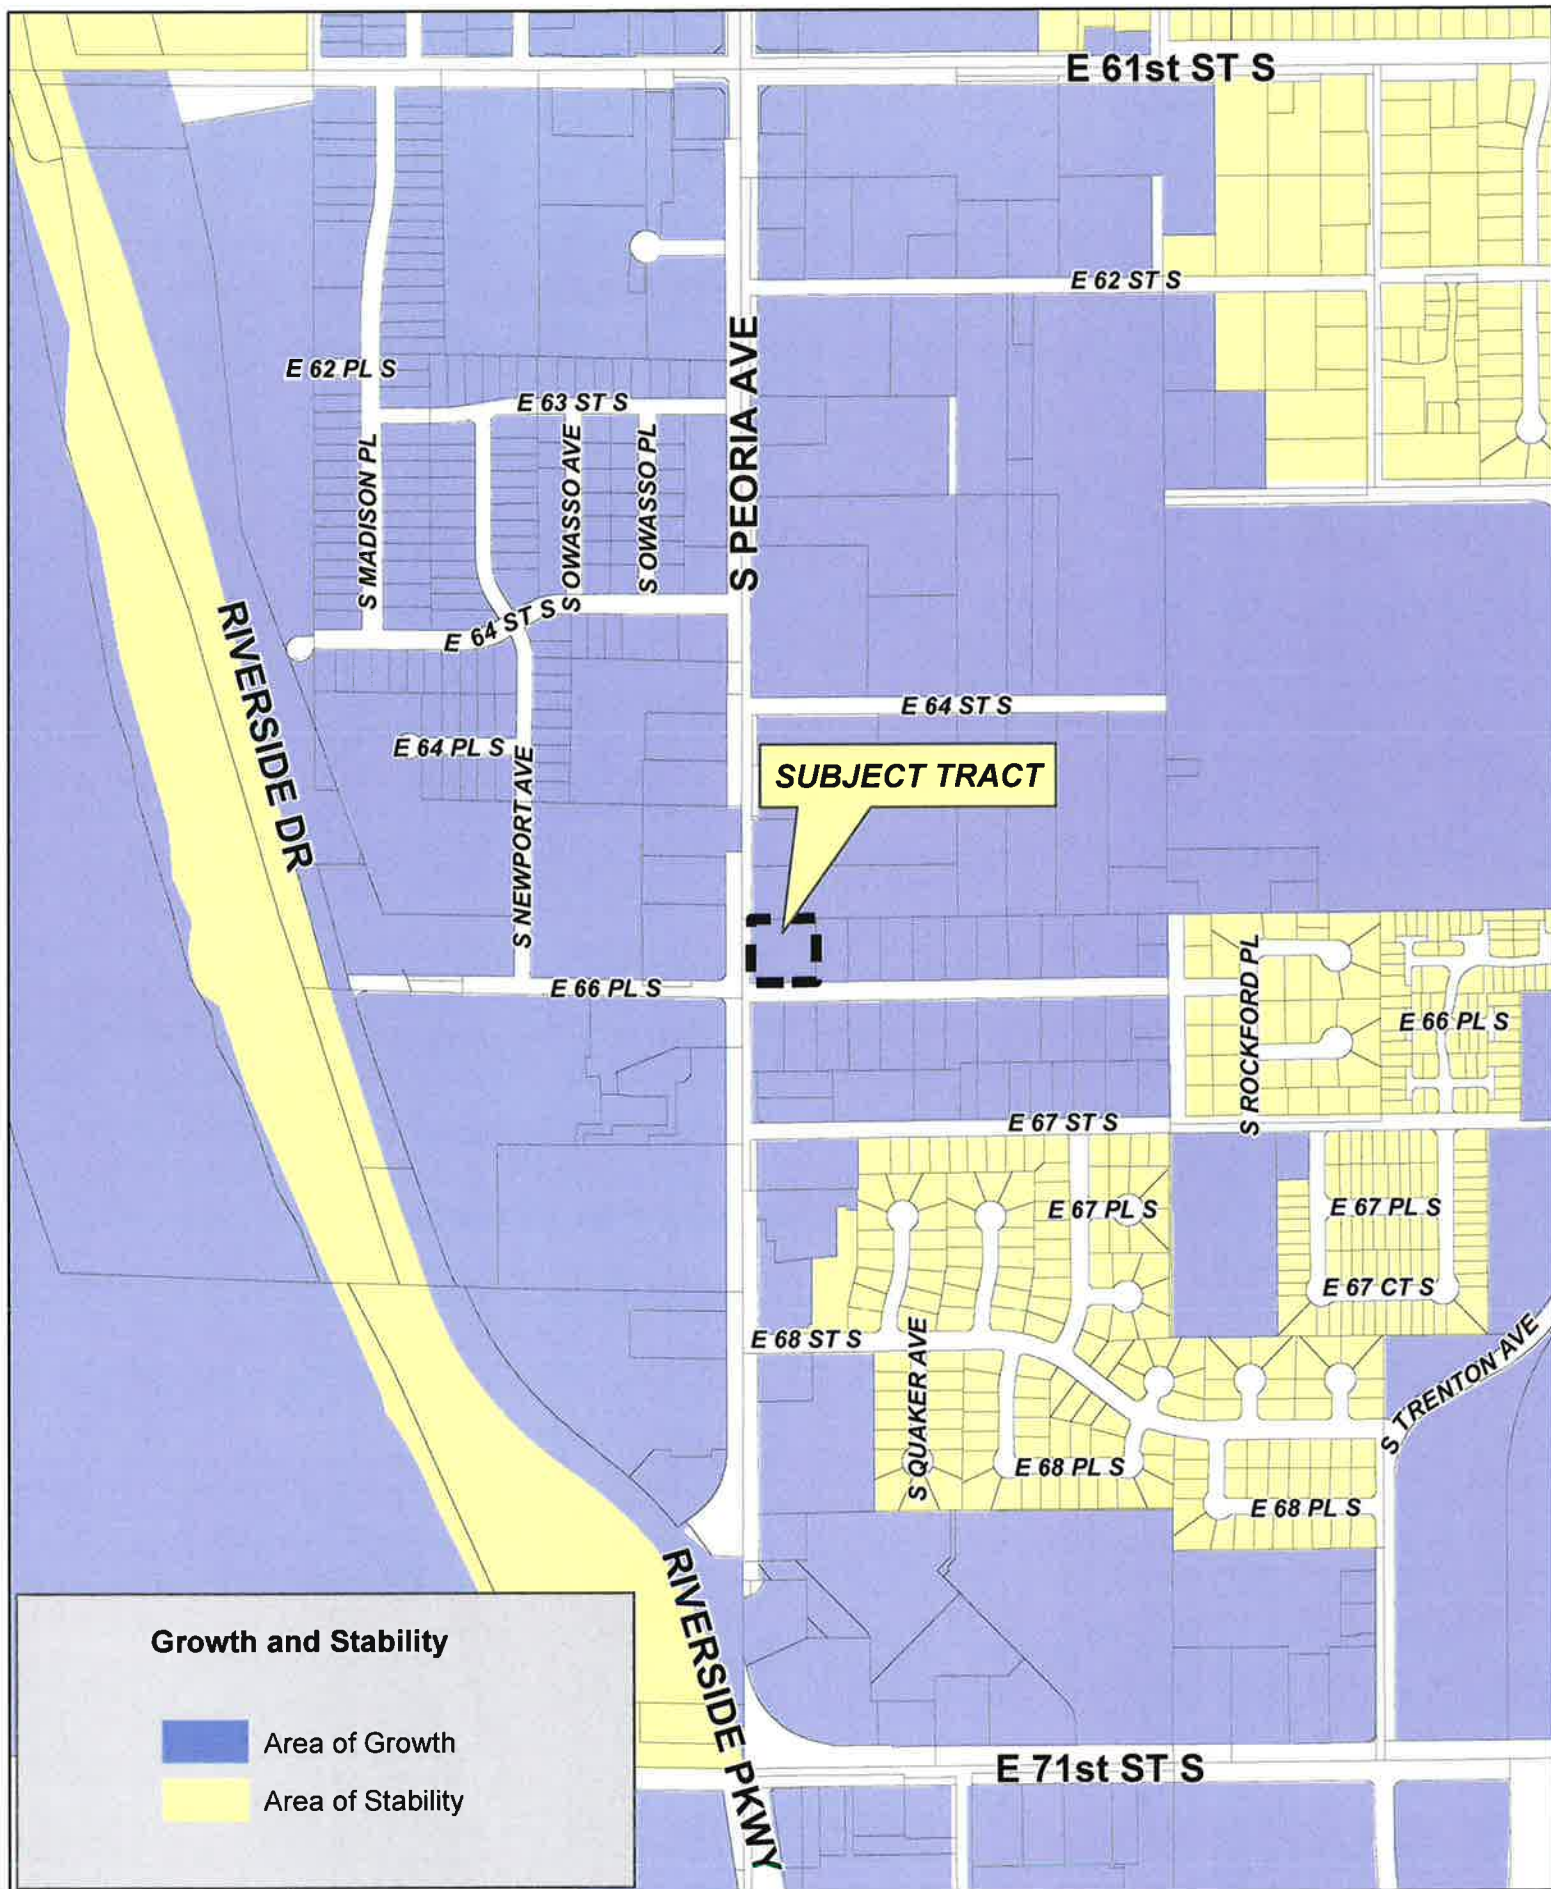 E 61st ST S
E 62 ST S
S PEORIA AVE
E 62 PL S
E 63 ST S
S MADISON PL
S OWASSO AVE
S OWASSO PL
E 64 ST S
RIVERSIDE DR
E 64 ST S
E 64 PL S
S NEWPORT AVE
SUBJECT TRACT
E 66 PL S
S ROCKFORD PL
E 66 PL S
E 67 ST S
E 67 PL S
E 67 PL S
E 67 CT S
E 68 ST S
S QUAKER AVE
S TRENTON AVE
E 68 PL S
E 68 PL S
RIVERSIDE PKWY
E 71st ST S
Growth and Stability
Area of Growth
Area of Stability